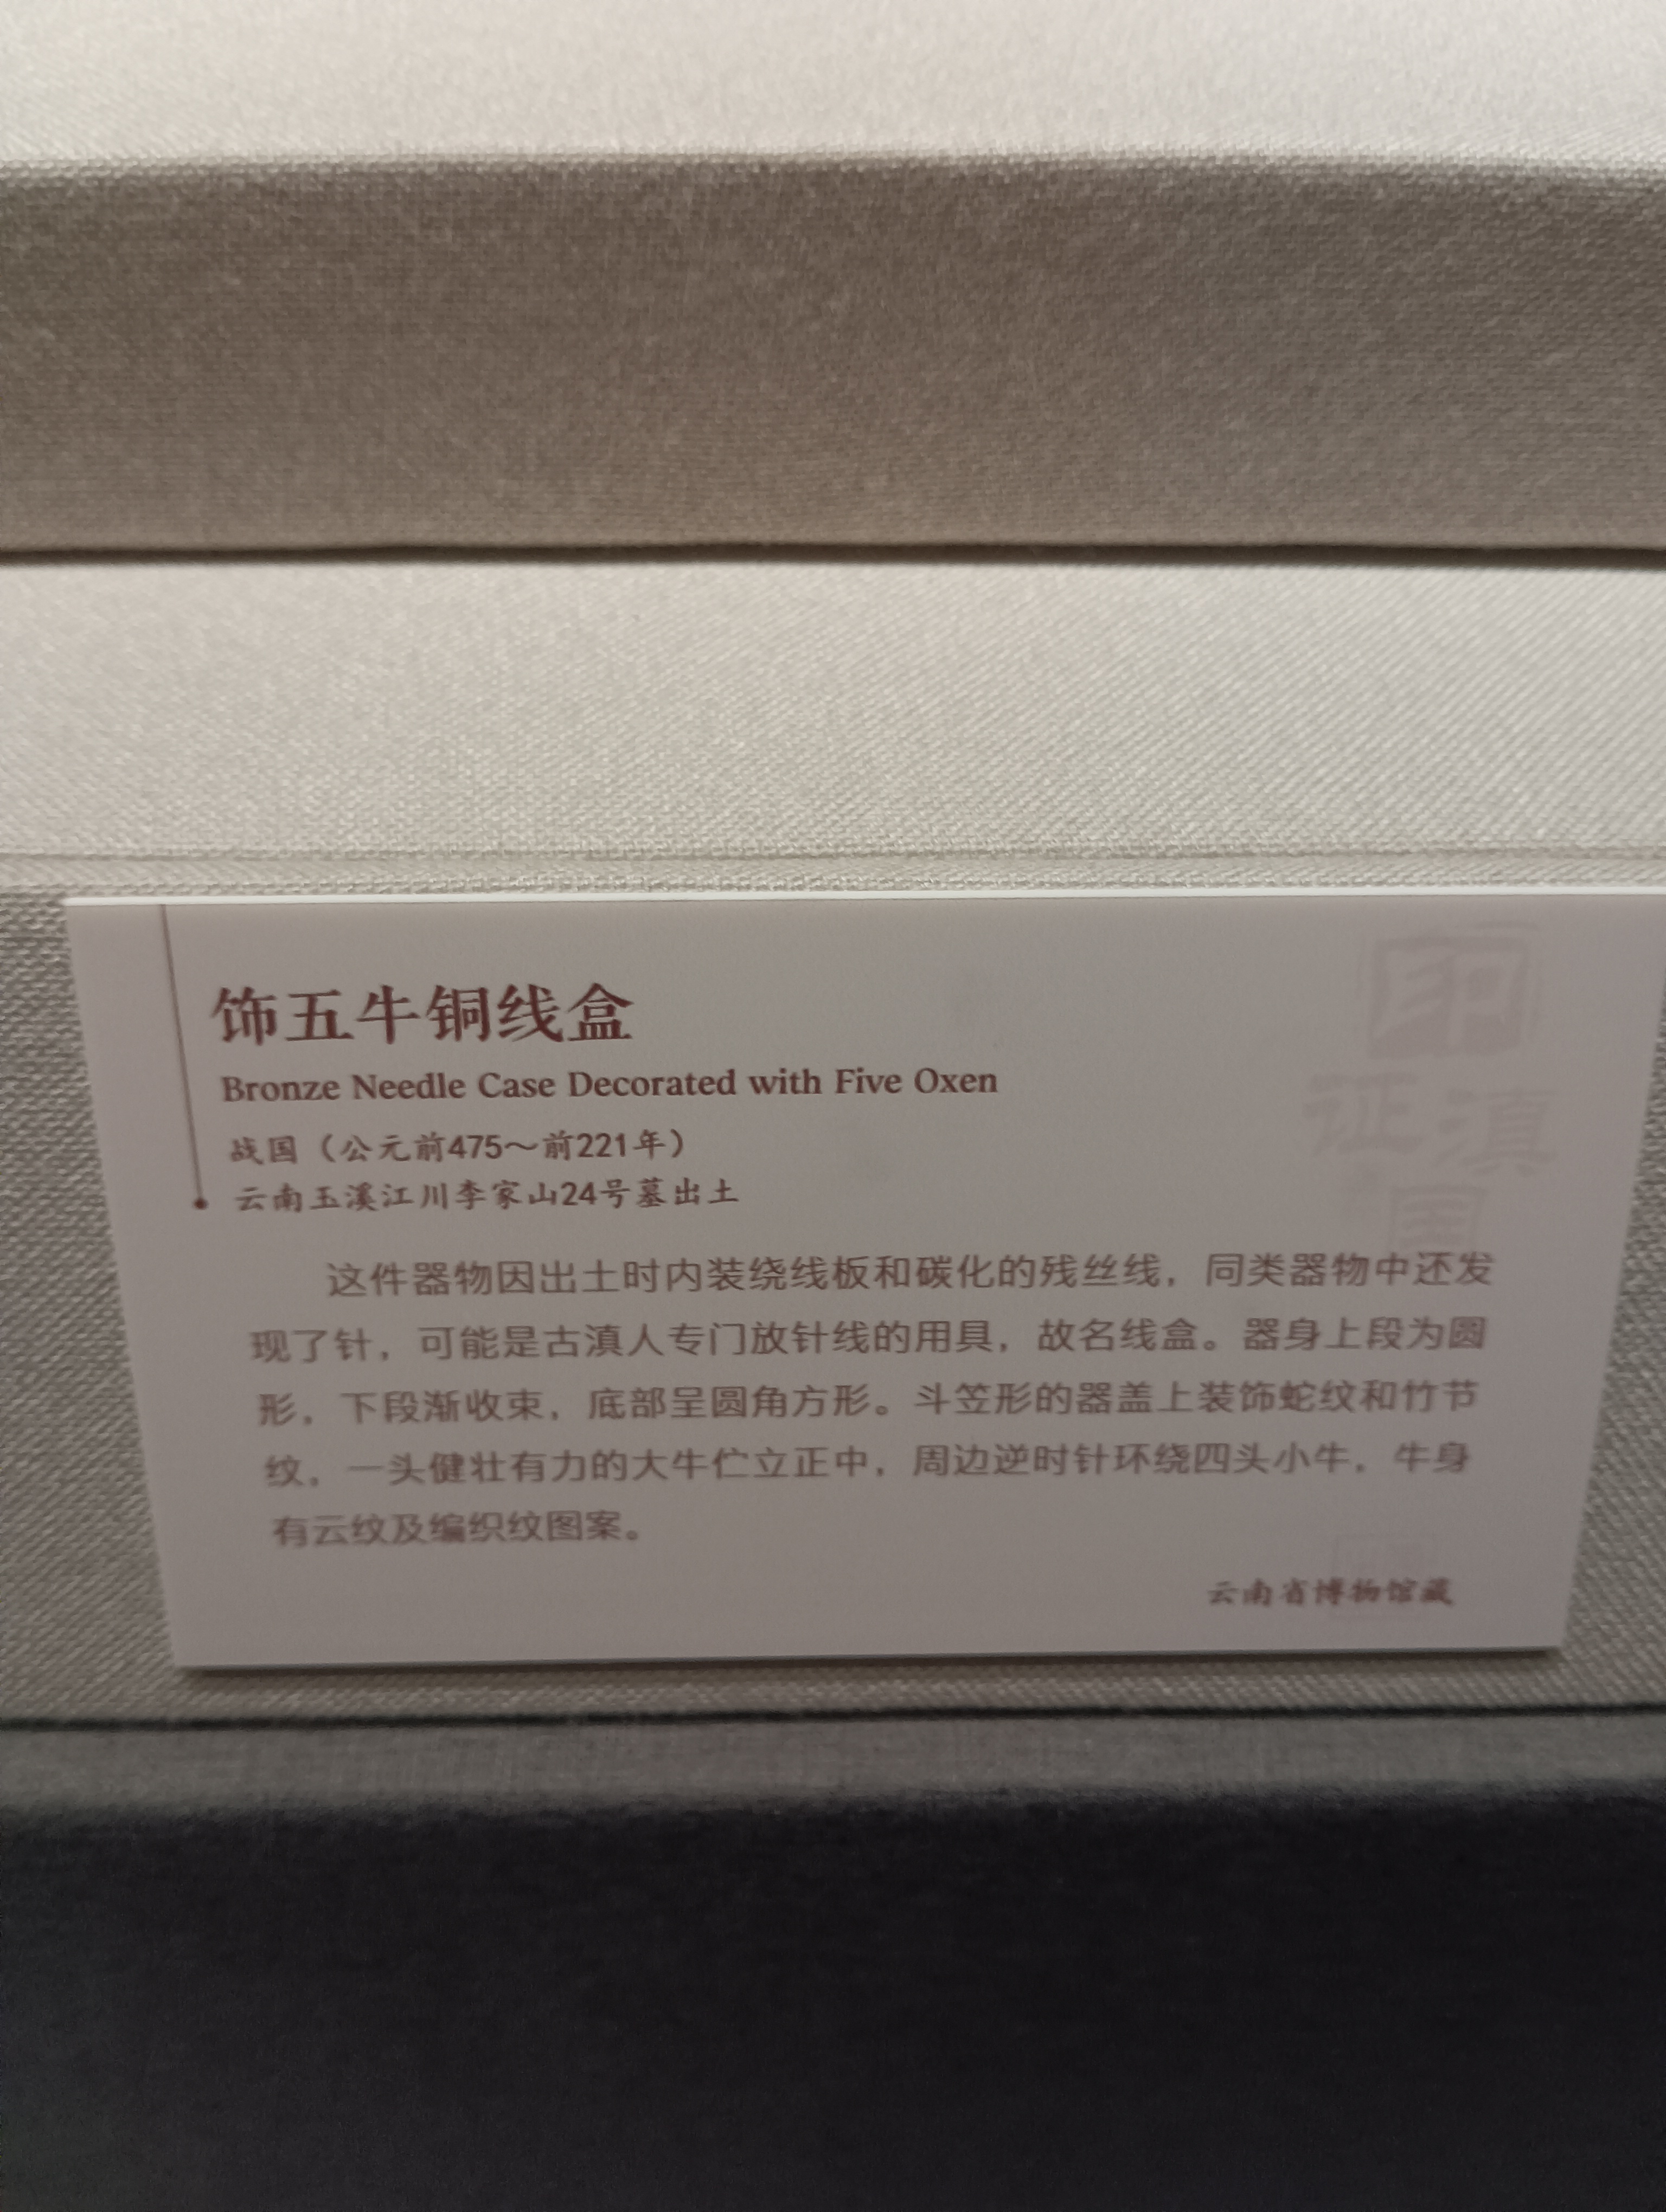 饰五牛铜线盒
Bronze Needle Case Decorated with Five Oxen
战国（公元前475～前221年）
云南玉溪江川李家山24号墓出土
这件器物因出土时内装绕线板和碳化的残丝线，同类器物中还发
现了针，可能是古滇人专门放针线的用具，故名线盒。器身上段为圆
形，下段渐收束，底部呈圆角方形。斗笠形的器盖上装饰蛇纹和竹节
纹，一头健壮有力的大牛伫立正中，周边逆时针环绕四头小牛，牛身
有云纹及编织纹图案。
云南省博物馆藏
印
证滇
国